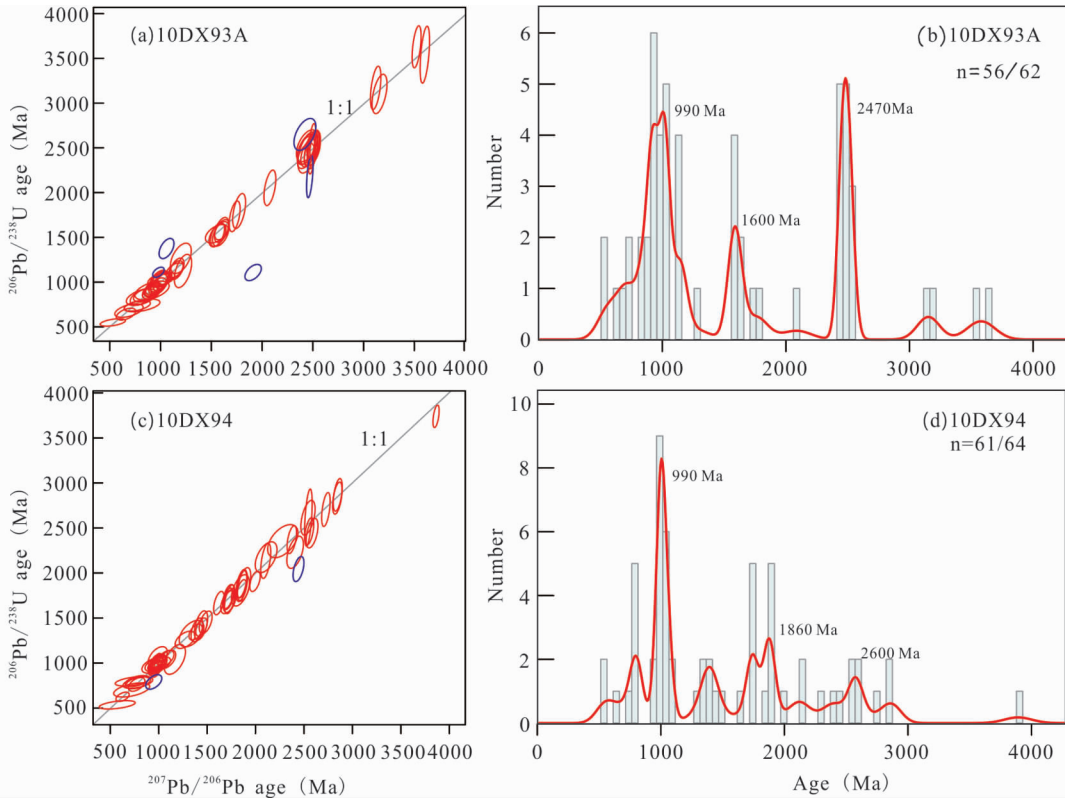 (a)10DX93A
1:1
²⁰⁶Pb/²³⁸U age (Ma)
4000
3500
3000
2500
2000
1500
1000
500
500 1000 1500 2000 2500 3000 3500 4000
(b)10DX93A
n=56/62
990 Ma
1600 Ma
2470Ma
Number
6
5
4
3
2
1
0
0 1000 2000 3000 4000
(c)10DX94
1:1
²⁰⁶Pb/²³⁸U age (Ma)
4000
3500
3000
2500
2000
1500
1000
500
500 1000 1500 2000 2500 3000 3500 4000
²⁰⁷Pb/²⁰⁶Pb age (Ma)
(d)10DX94
n=61/64
990 Ma
1860 Ma
2600 Ma
Number
10
8
6
4
2
0
0 1000 2000 3000 4000
Age (Ma)